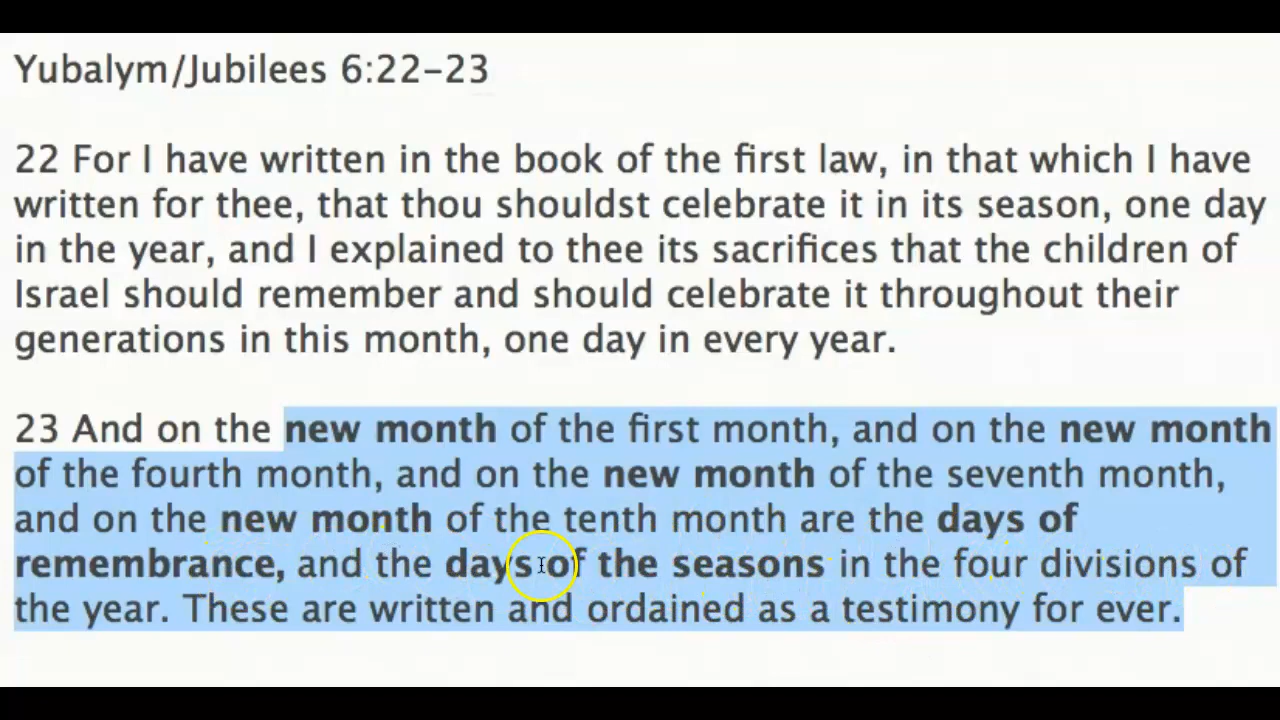 Yubalym/Jubilees 6:22-23
22 For I have written in the book of the first law, in that which I have
written for thee, that thou shouldst celebrate it in its season, one day
in the year, and I explained to thee its sacrifices that the children of
Israel should remember and should celebrate it throughout their
generations in this month, one day in every year.
23 And on the new month of the first month, and on the new month
of the fourth month, and on the new month of the seventh month,
and on the new month of the tenth month are the days of
remembrance, and the days of the seasons in the four divisions of
the year. These are written and ordained as a testimony for ever.